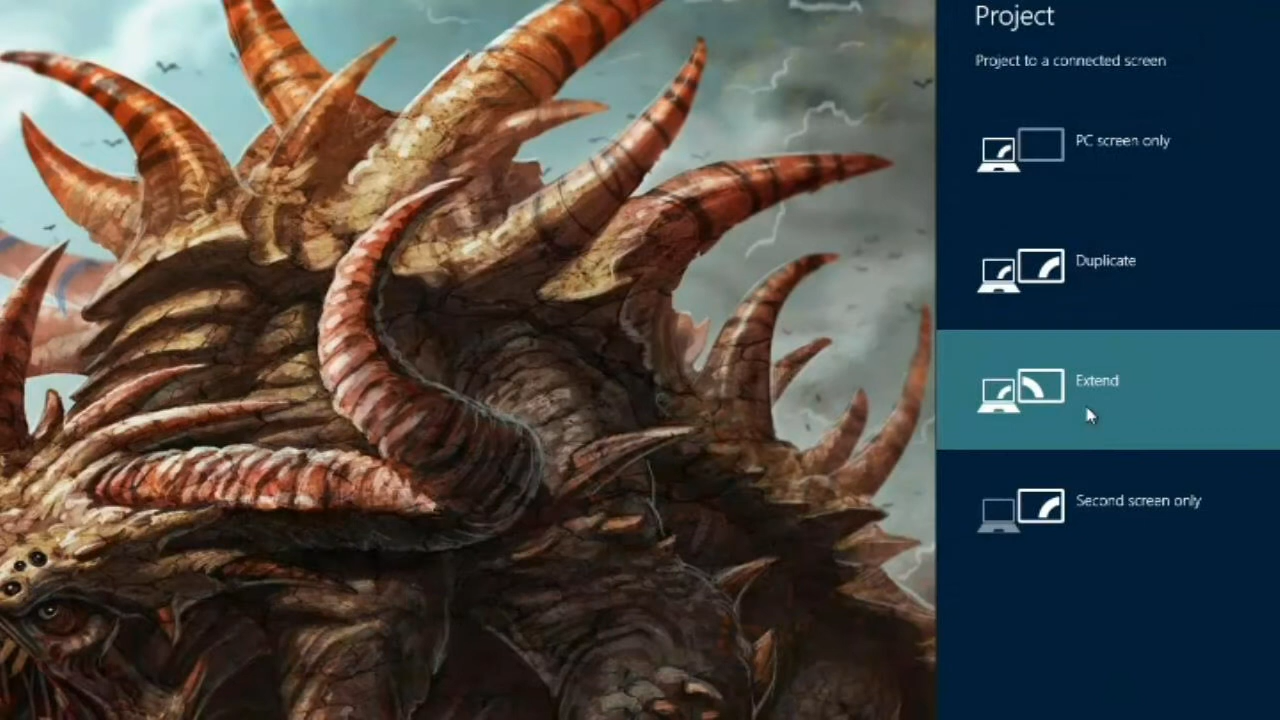 Project
Project to a connected screen
PC screen only
Duplicate
Extend
Second screen only